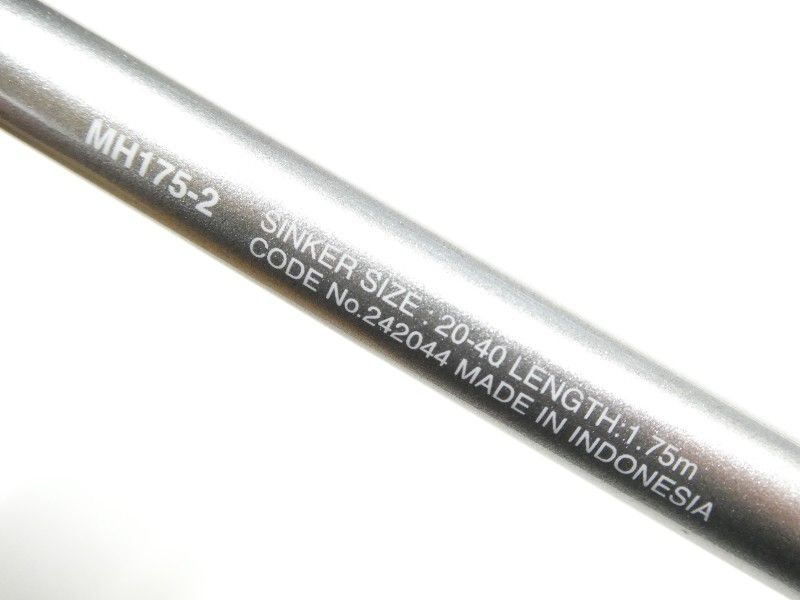 MH175-2
SINKER SIZE : 20-40 LENGTH:1.75m
CODE No.242044 MADE IN INDONESIA